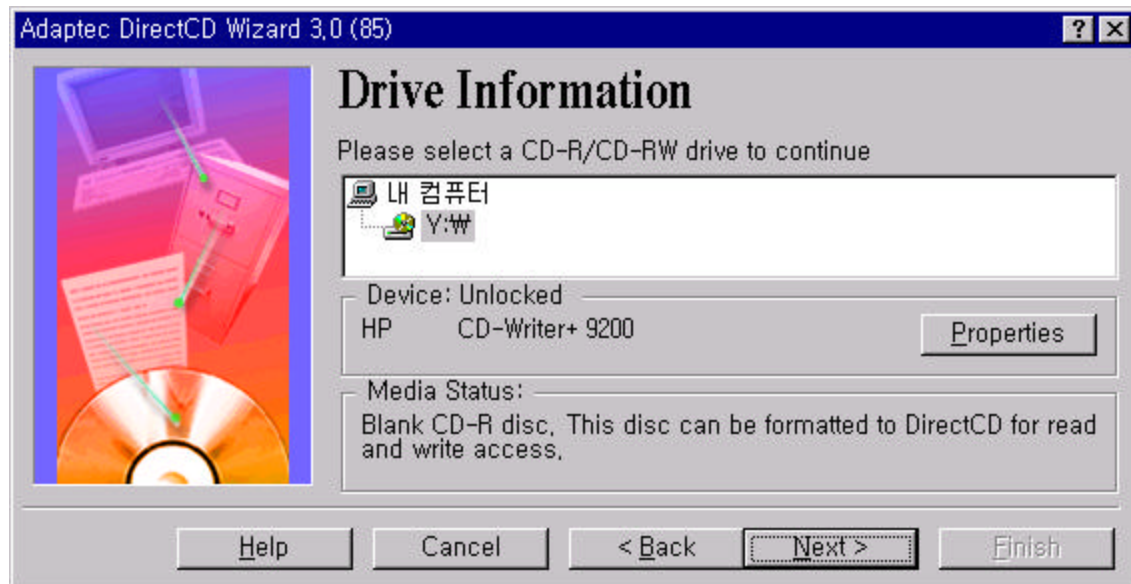 Adaptec DirectCD Wizard 3,0 (85)
Drive Information
Please select a CD-R/CD-RW drive to continue
내 컴퓨터
Y:₩
Device: Unlocked
HP CD-Writer+ 9200
Properties
Media Status:
Blank CD-R disc, This disc can be formatted to DirectCD for read
and write access,
Help Cancel < Back Next > Finish